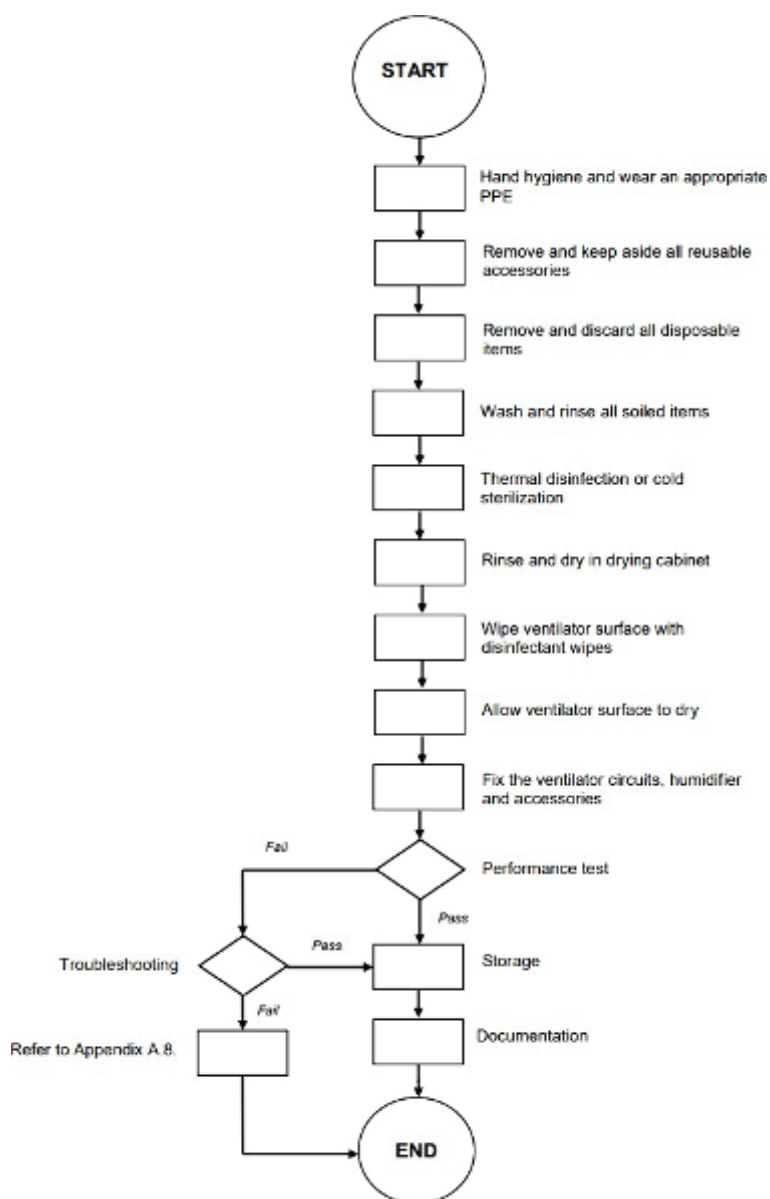 START
Hand hygiene and wear an appropriate
PPE
Remove and keep aside all reusable
accessories
Remove and discard all disposable
items
Wash and rinse all soiled items
Thermal disinfection or cold
sterilization
Rinse and dry in drying cabinet
Wipe ventilator surface with
disinfectant wipes
Allow ventilator surface to dry
Fix the ventilator circuits, humidifier
and accessories
Fail
Performance test
Pass
Troubleshooting
Pass
Storage
Fail
Refer to Appendix A.8.
Documentation
END